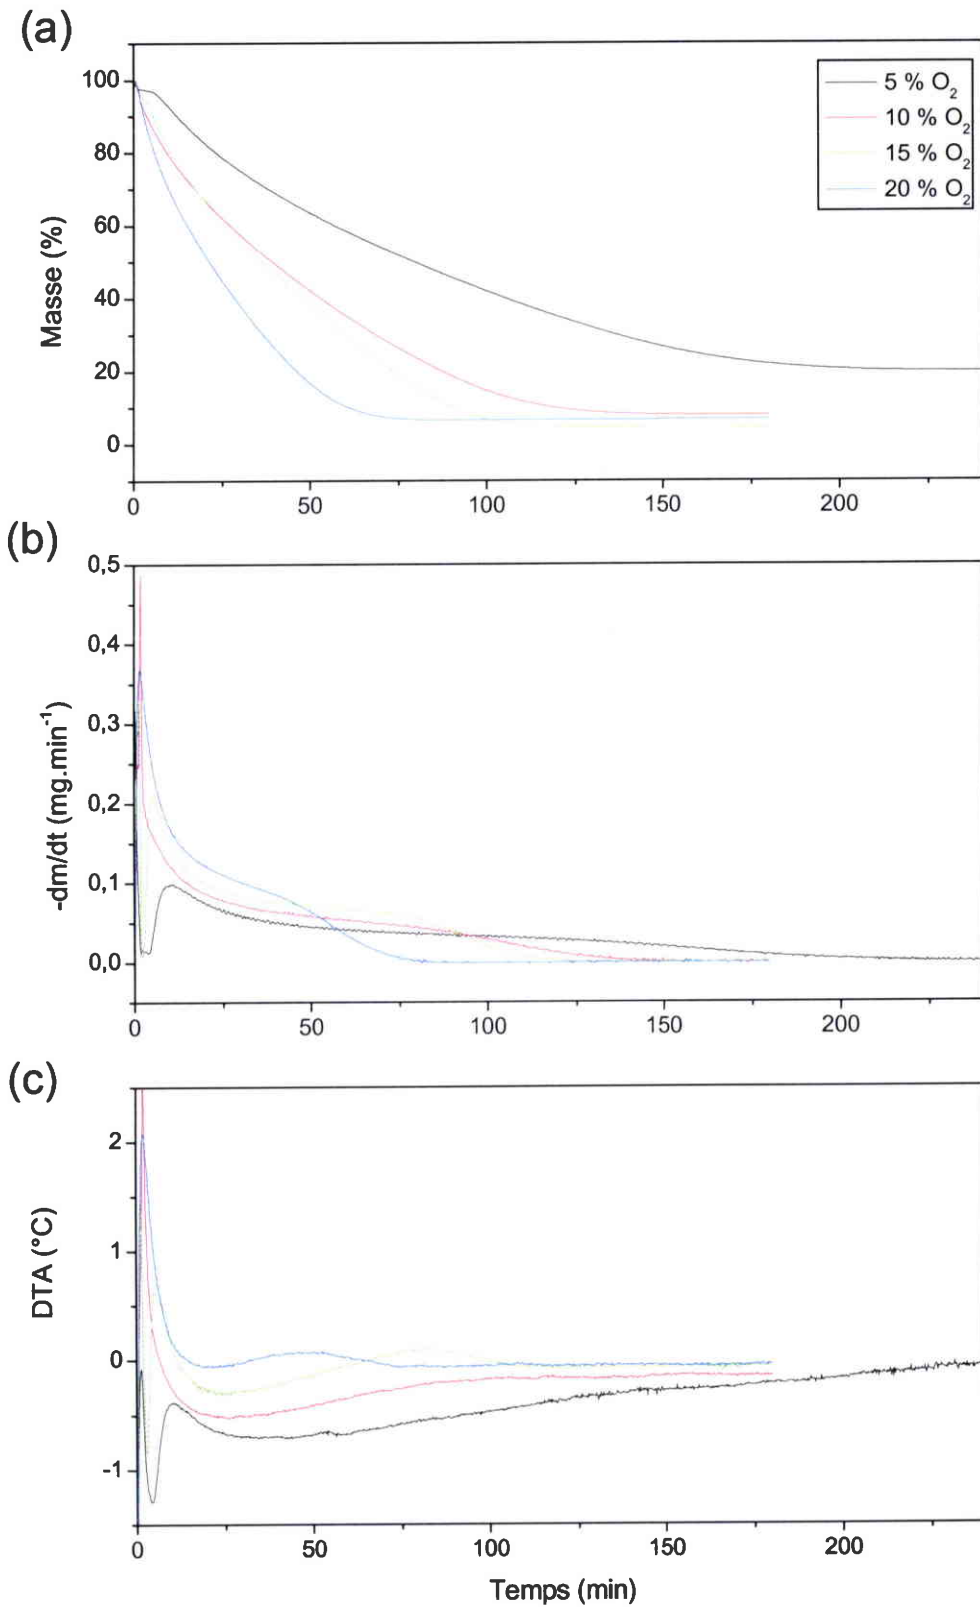 (a)
100
80
60
40
20
0
Masse (%)
5 % O₂
10 % O₂
15 % O₂
20 % O₂
0 50 100 150 200
(b)
0,5
0,4
0,3
0,2
0,1
0,0
-dm/dt (mg.min⁻¹)
0 50 100 150 200
(c)
2
1
0
-1
DTA (°C)
0 50 100 150 200
Temps (min)